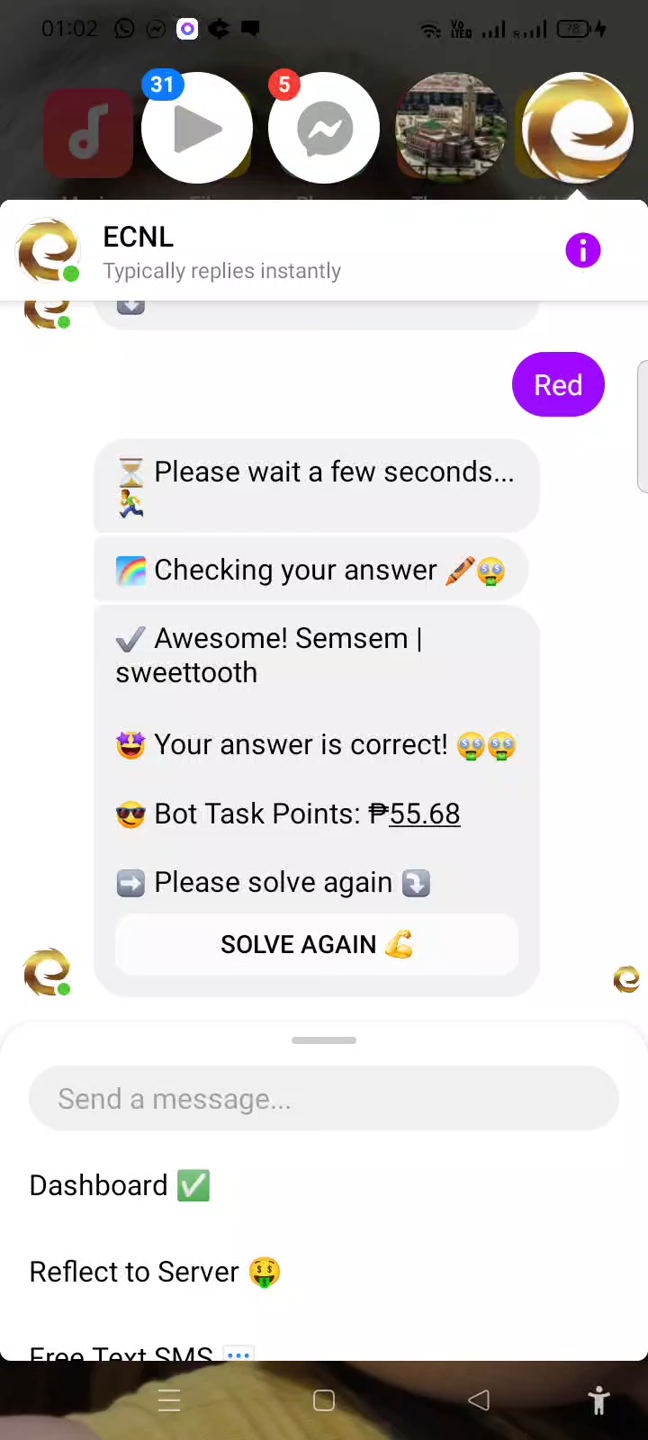 01:02
VoLTE
R
78
31
5
ECNL
Typically replies instantly
Red
Please wait a few seconds...
Checking your answer
Awesome! Semsem |
sweettooth
Your answer is correct!
Bot Task Points: ₱55.68
Please solve again
SOLVE AGAIN
Send a message...
Dashboard
Reflect to Server
Free Text SMS